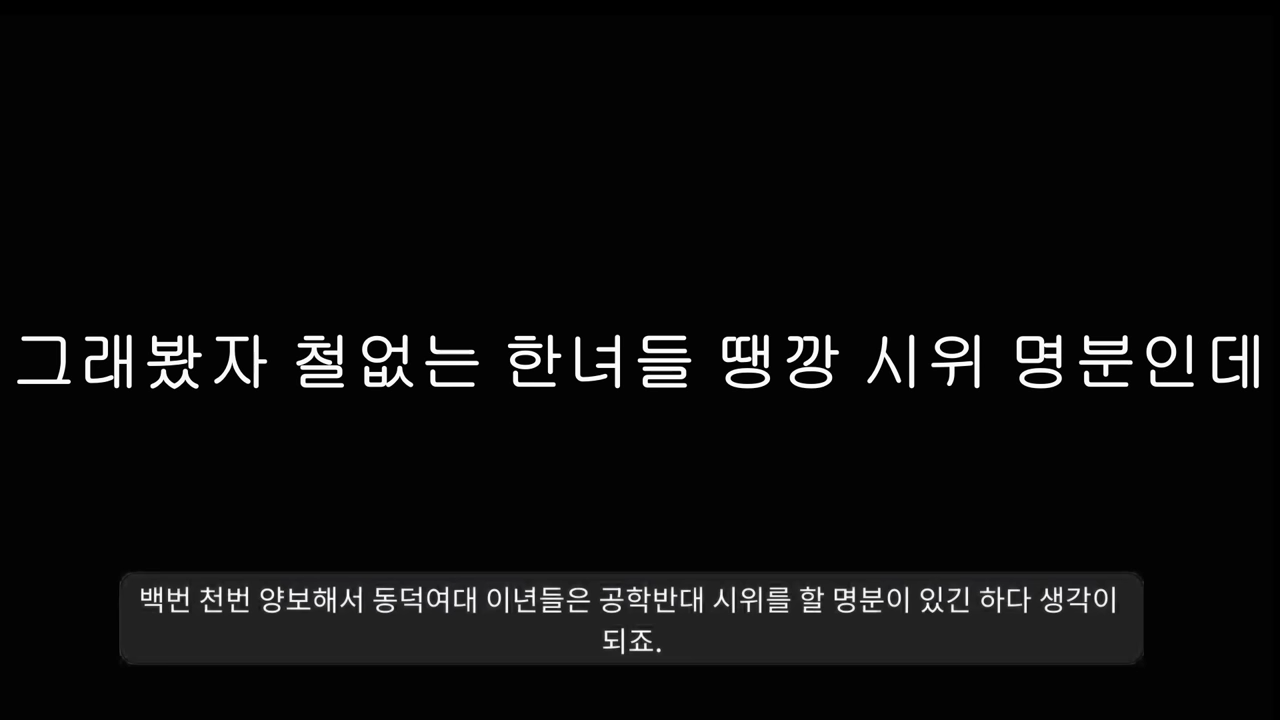 그래봤자 철없는 한녀들 땡깡 시위 명분인데
백번 천번 양보해서 동덕여대 이년들은 공학반대 시위를 할 명분이 있긴 하다 생각이
되죠.